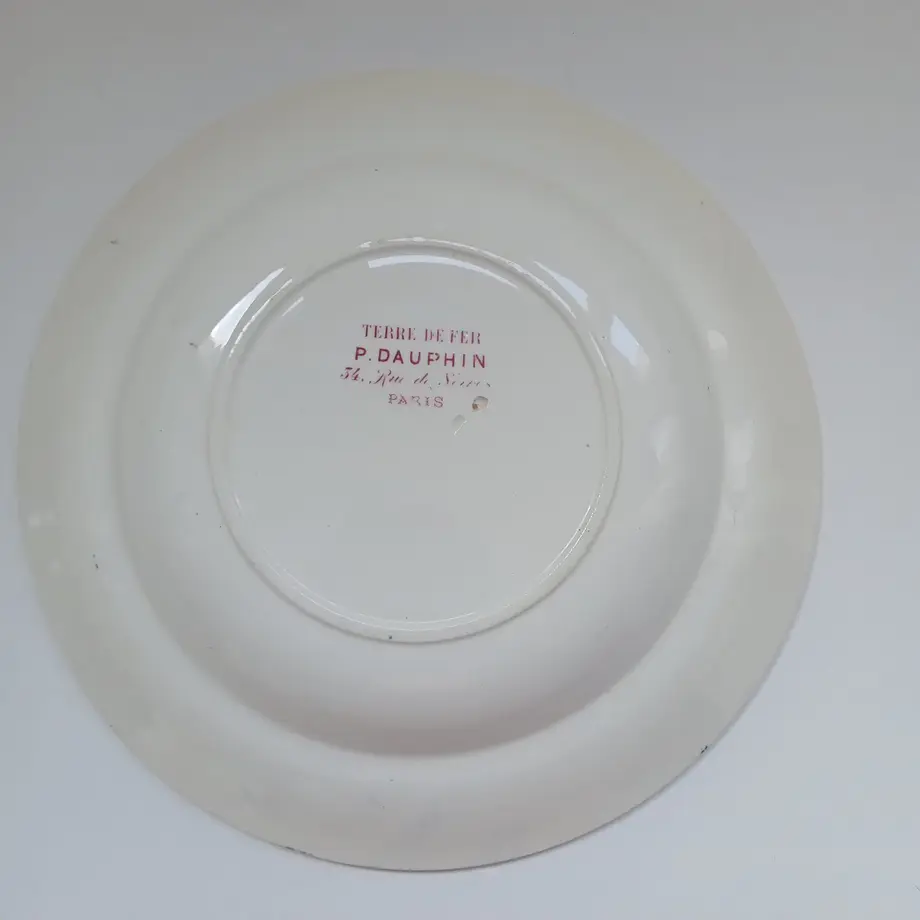 TERRE DE FER
P. DAUPHIN
54. Rue de Sèvres
PARIS